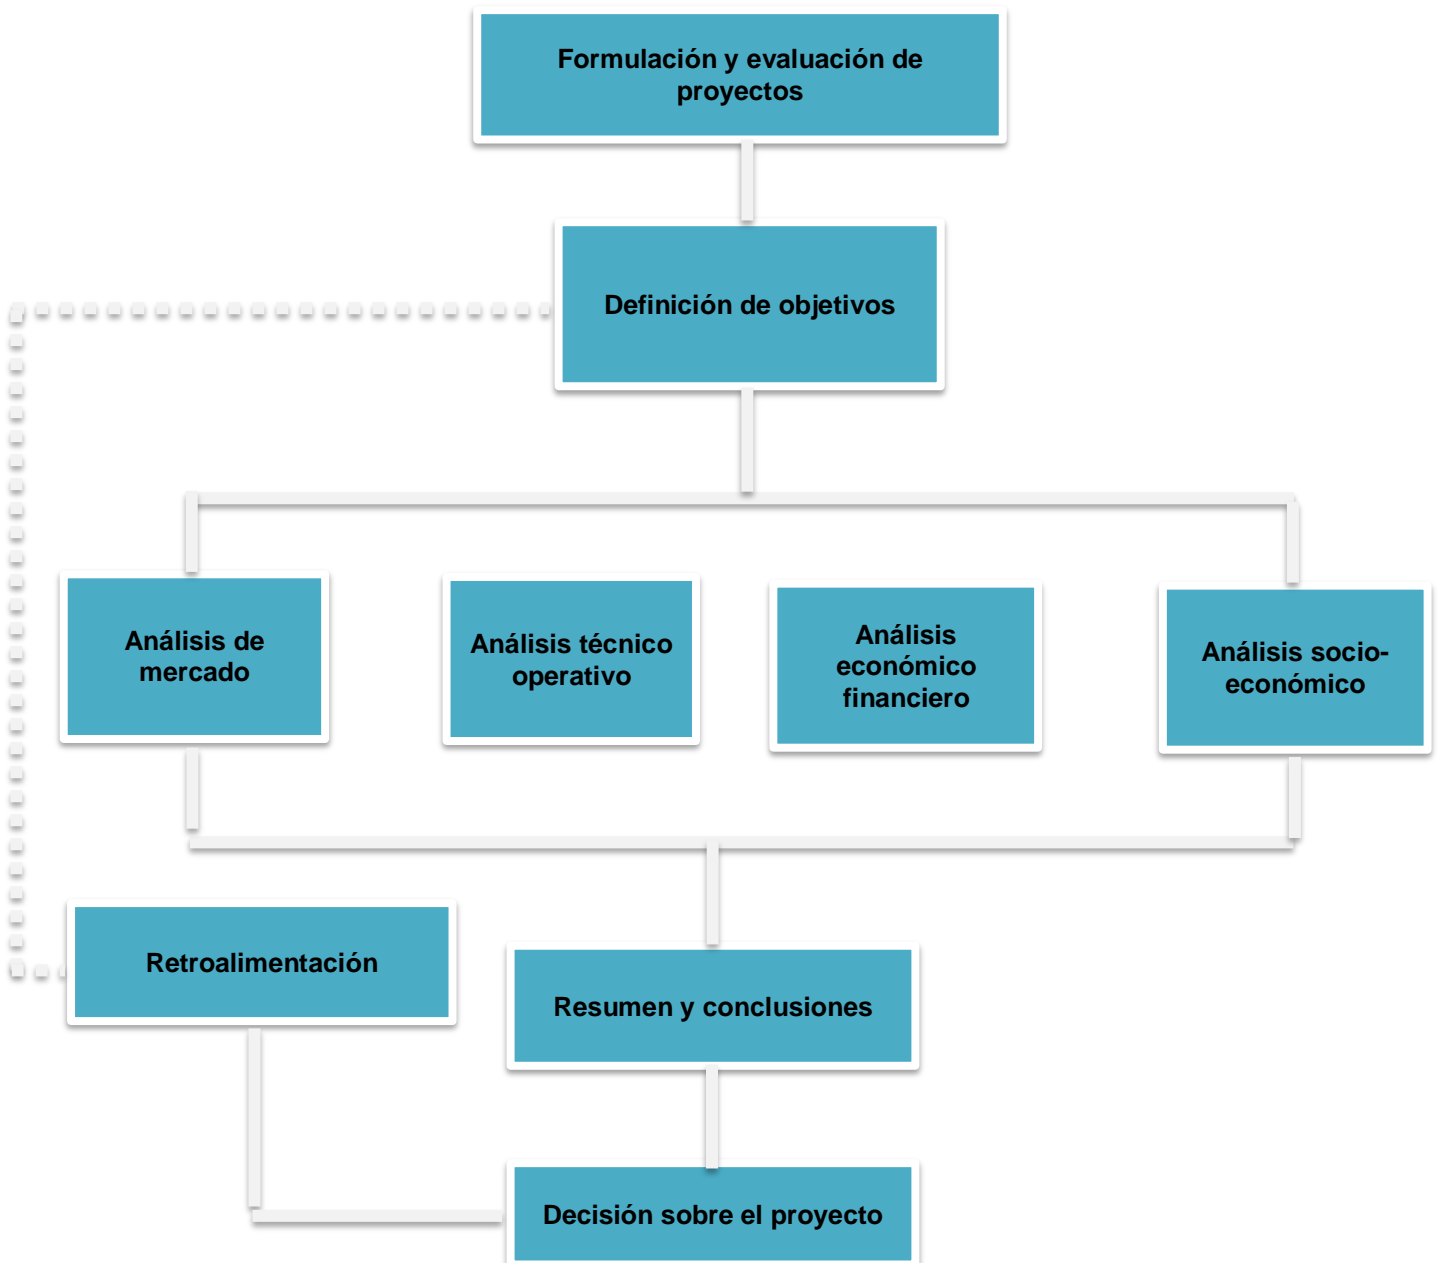 Formulación y evaluación de
proyectos
Definición de objetivos
Análisis de
mercado
Análisis técnico
operativo
Análisis
económico
financiero
Análisis socio-
económico
Retroalimentación
Resumen y conclusiones
Decisión sobre el proyecto